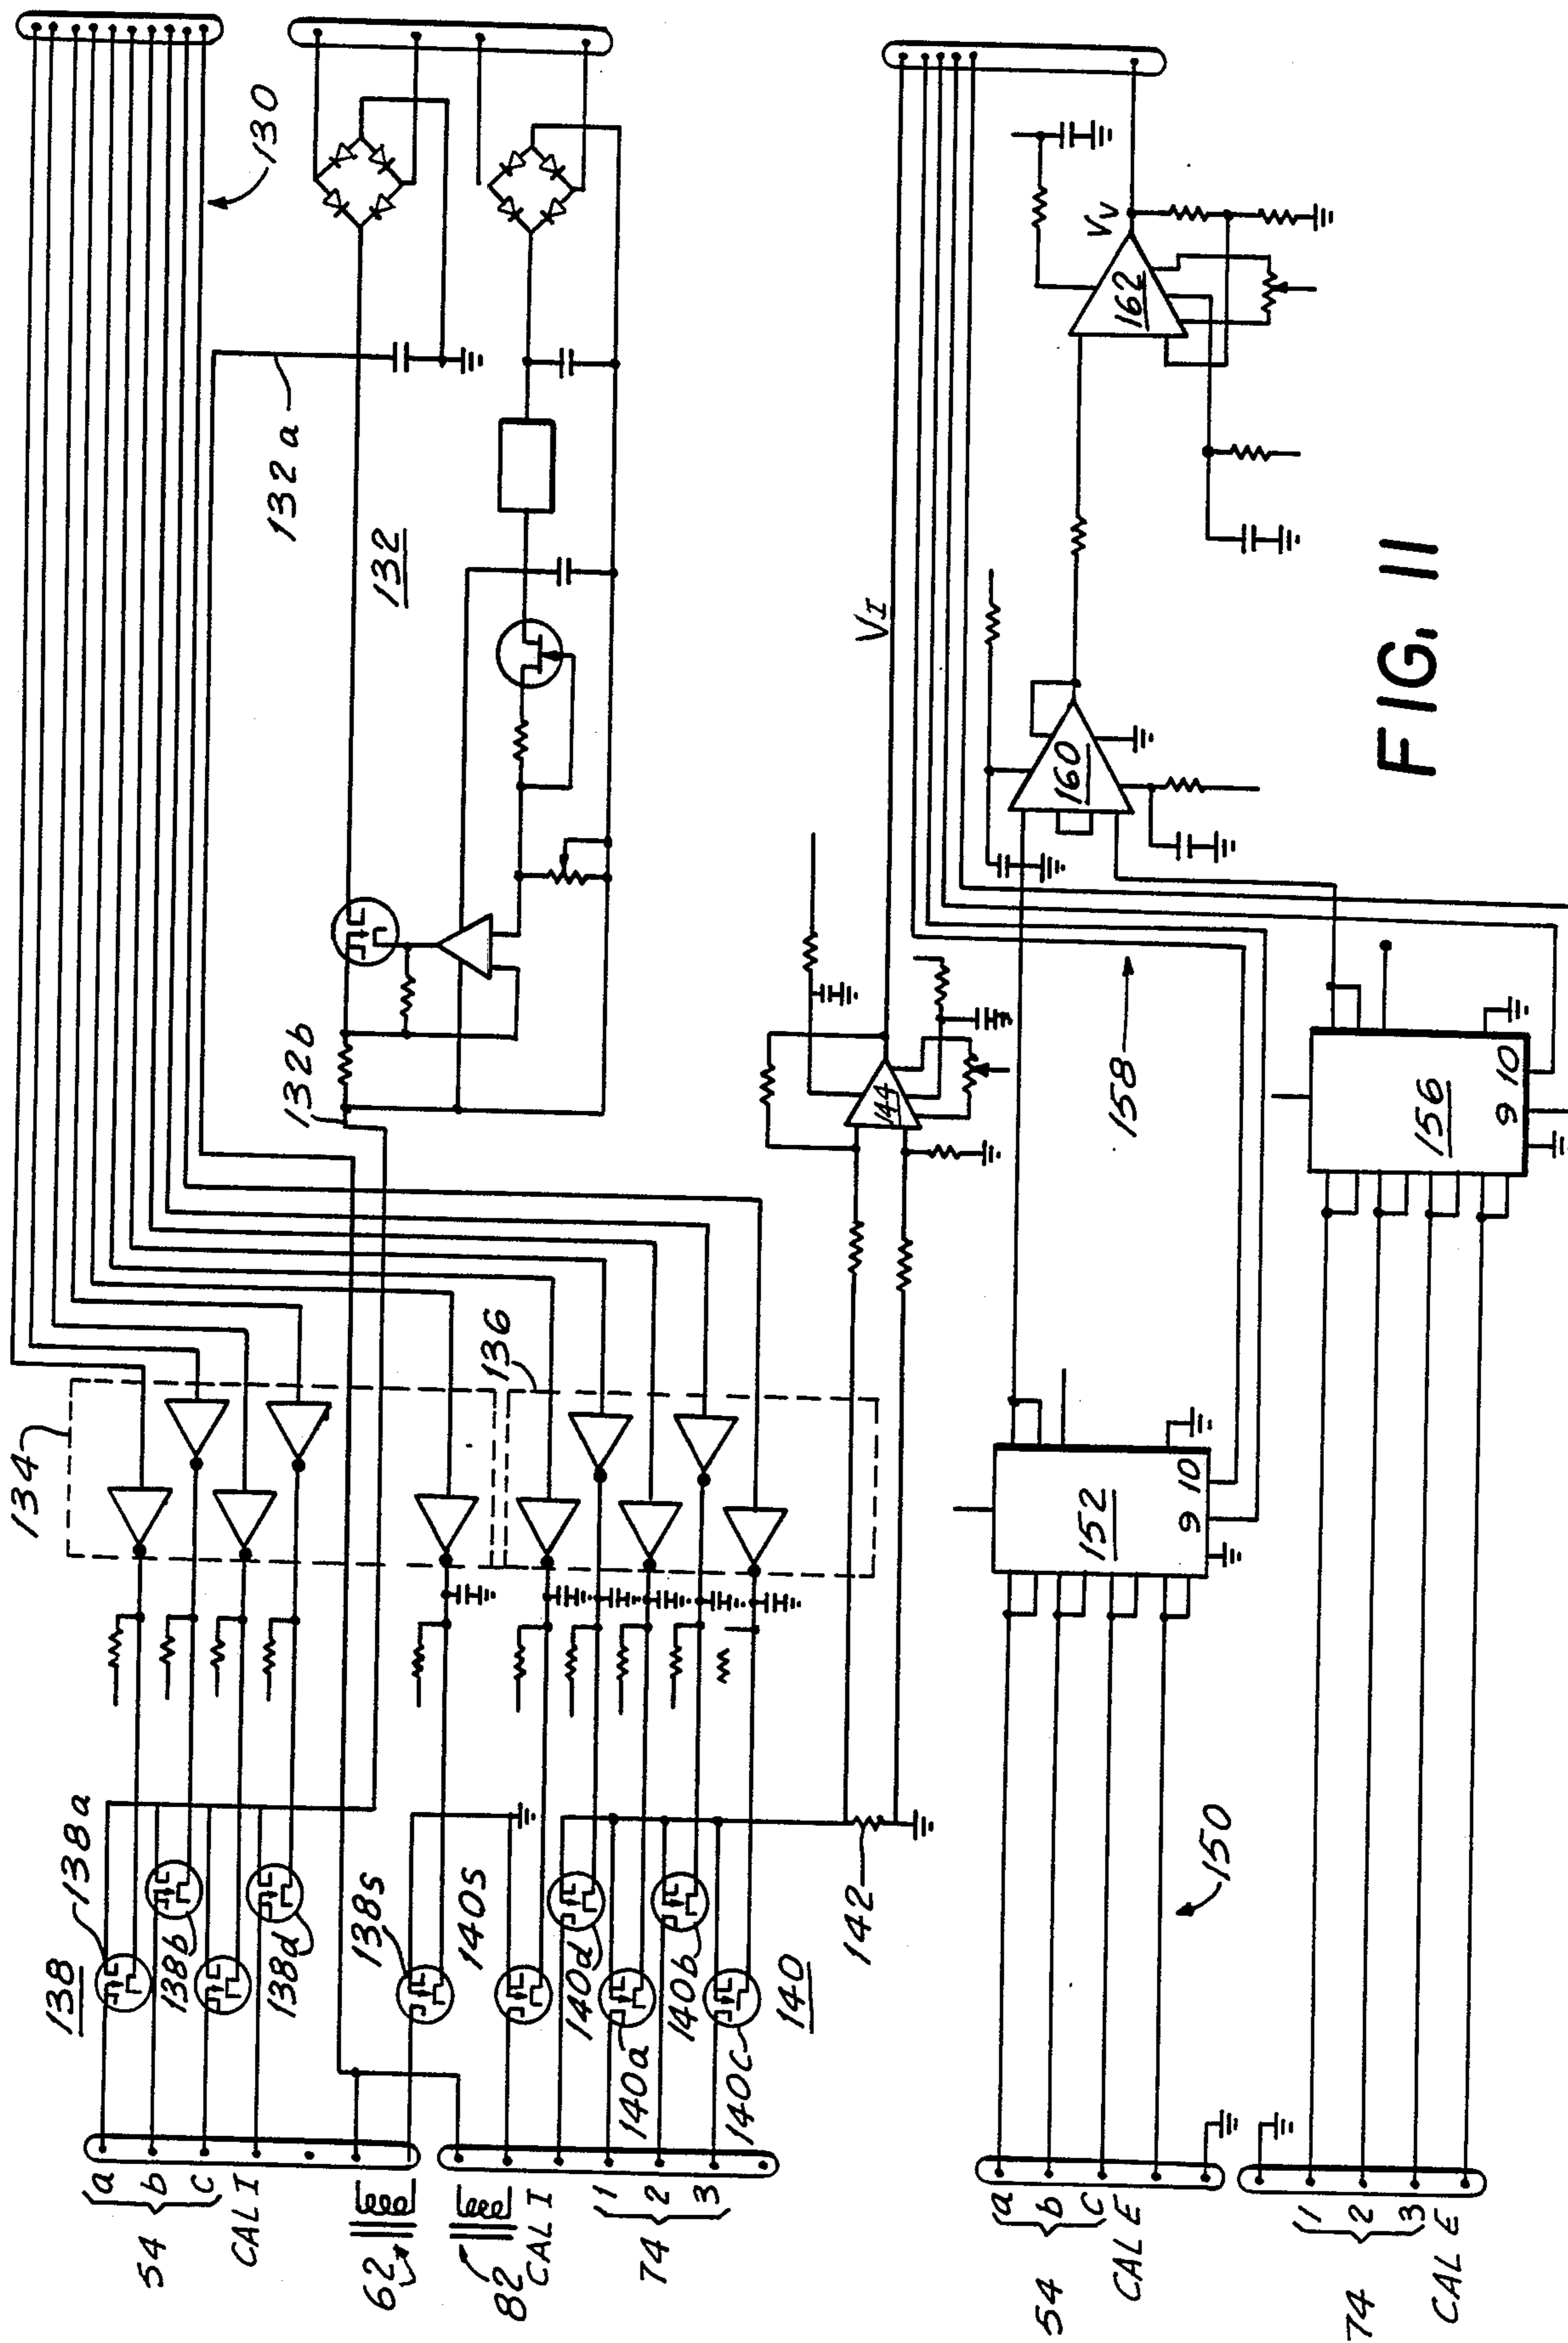 130
132a
132
132b
134
136
138
138a
138b
138d
138s
140s
140d
140a
140b
140c
140
142
144
V_I
a
b
c
54
CAL I
62
82
CAL I
1
2
3
74
150
152
9 10
156
9 10
158
160
162
V_V
a
b
c
54
CAL E
1
2
3
74
CAL E
FIG. 11